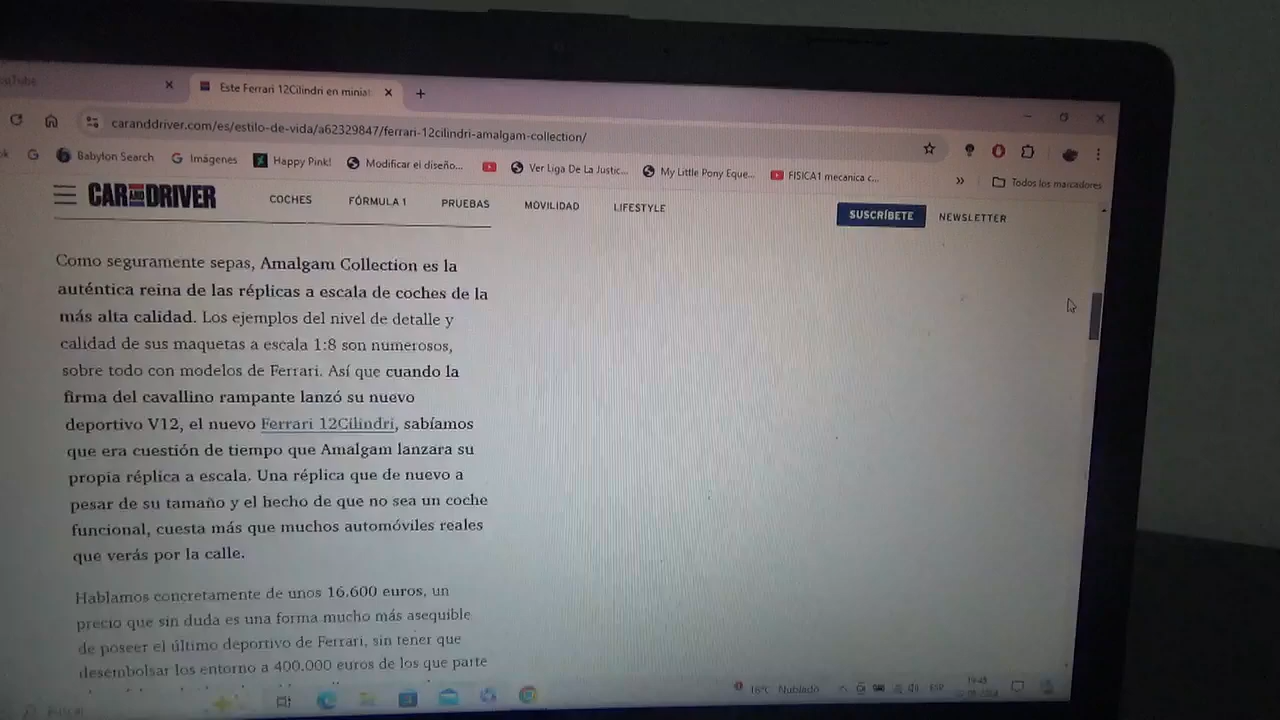 Este Ferrari 12Cilindri en miniat
caranddriver.com/es/estilo-de-vida/a62329847/ferrari-12cilindri-amalgam-collection/
Babylon Search
Imágenes
Happy Pink!
Modificar el diseño...
Ver Liga De La Justic...
My Little Pony Eque...
FISICA1 mecanica c...
Todos los marcadores
CAR AND DRIVER
COCHES
FÓRMULA 1
PRUEBAS
MOVILIDAD
LIFESTYLE
SUSCRÍBETE
NEWSLETTER
Como seguramente sepas, Amalgam Collection es la
auténtica reina de las réplicas a escala de coches de la
más alta calidad. Los ejemplos del nivel de detalle y
calidad de sus maquetas a escala 1:8 son numerosos,
sobre todo con modelos de Ferrari. Así que cuando la
firma del cavallino rampante lanzó su nuevo
deportivo V12, el nuevo Ferrari 12Cilindri, sabíamos
que era cuestión de tiempo que Amalgam lanzara su
propia réplica a escala. Una réplica que de nuevo a
pesar de su tamaño y el hecho de que no sea un coche
funcional, cuesta más que muchos automóviles reales
que verás por la calle.
Hablamos concretamente de unos 16.600 euros, un
precio que sin duda es una forma mucho más asequible
de poseer el último deportivo de Ferrari, sin tener que
desembolsar los entorno a 400.000 euros de los que parte
16°C Nublado
ESP
19:45